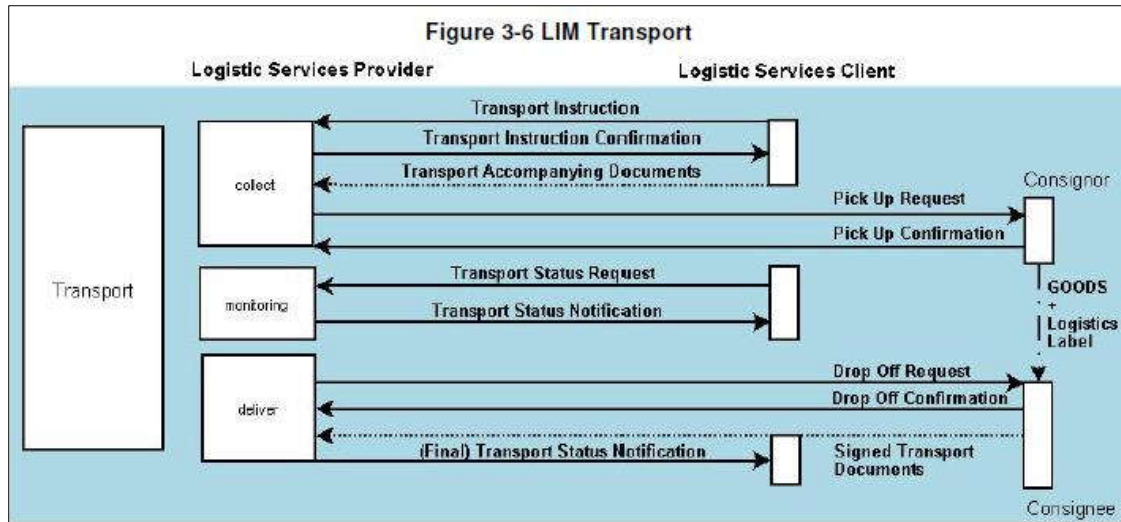 Figure 3-6 LIM Transport
Logistic Services Provider
Logistic Services Client
Transport
colect
Transport Instruction
Transport Instruction Confirmation
Transport Accompanying Documents
Pick Up Request
Consignor
Pick Up Confirmation
monitoring
Transport Status Request
Transport Status Notification
GOODS
+
Logistics
Label
deliver
Drop Off Request
Drop Off Confirmation
(Final) Transport Status Notification
Signed Transport
Documents
Consignee